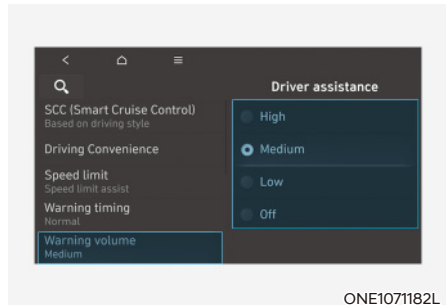 Driver assistance
SCC (Smart Cruise Control)
Based on driving style
Driving Convenience
Speed limit
Speed limit assist
Warning timing
Normal
Warning volume
Medium
High
Medium
Low
Off
ONE1071182L